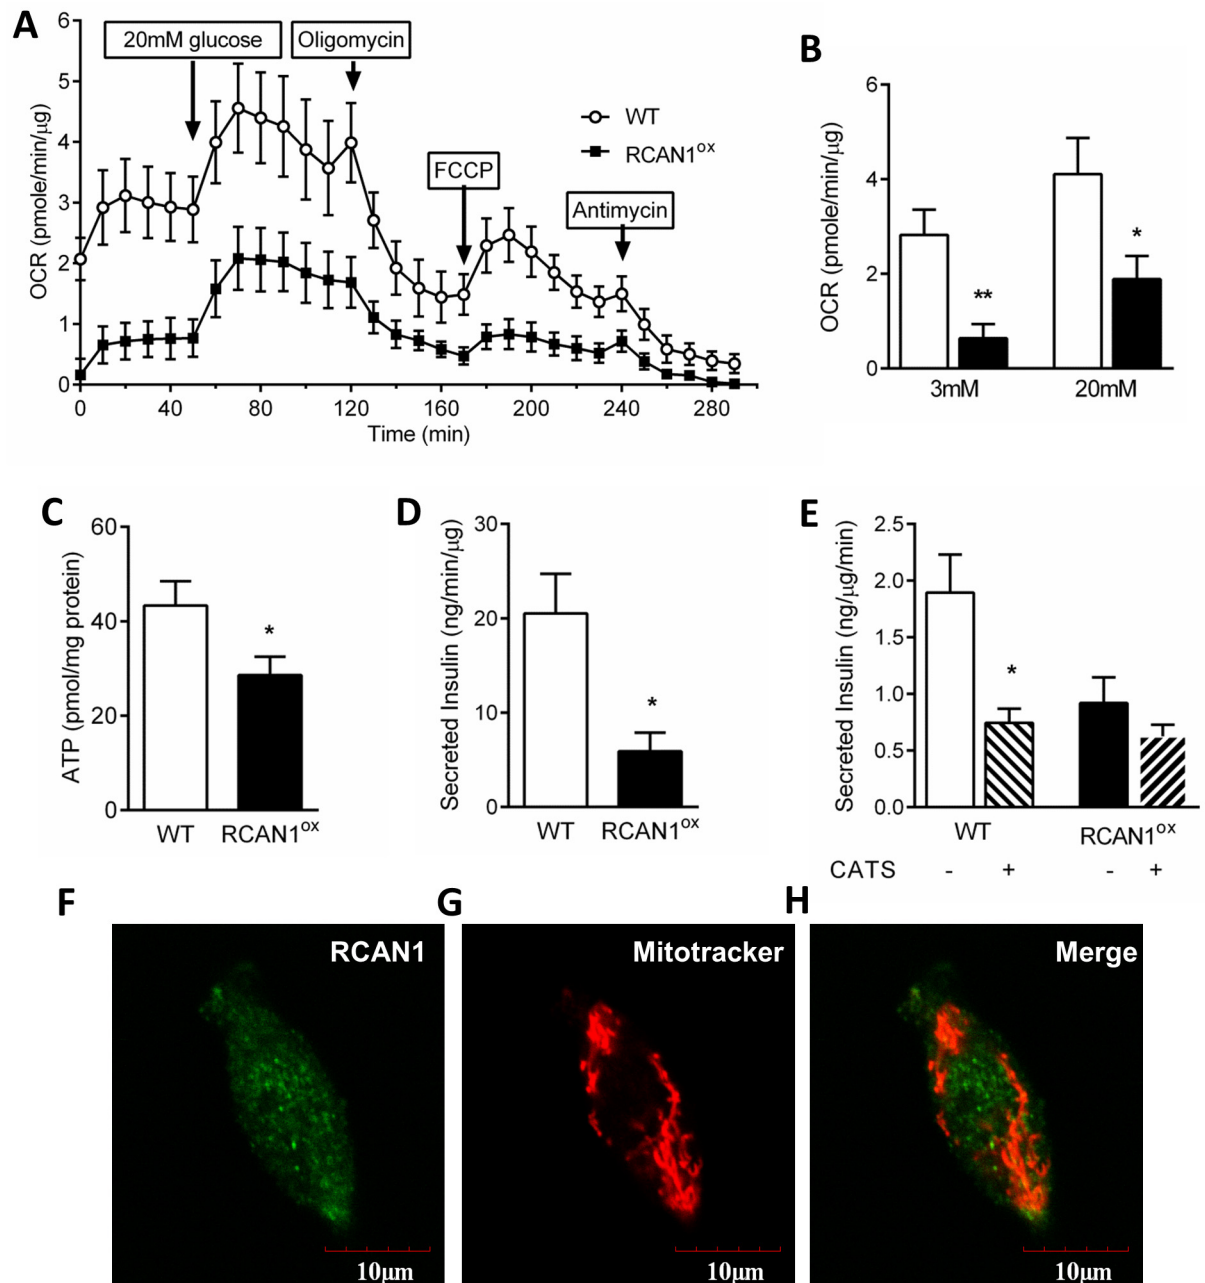 A
20mM glucose
Oligomycin
FCCP
Antimycin
WT
RCAN1ox
OCR (pmole/min/µg)
6
5
4
3
2
1
0
0 40 80 120 160 200 240 280
Time (min)
B
OCR (pmole/min/µg)
6
4
2
0
**
*
3mM 20mM
C
ATP (pmol/mg protein)
60
40
20
0
*
WT RCAN1ox
D
Secreted Insulin (ng/min/µg)
30
20
10
0
*
WT RCAN1ox
E
Secreted Insulin (ng/µg/min)
2.5
2.0
1.5
1.0
0.5
0.0
*
WT RCAN1ox
CATS - + - +
F
RCAN1
10µm
G
Mitotracker
10µm
H
Merge
10µm